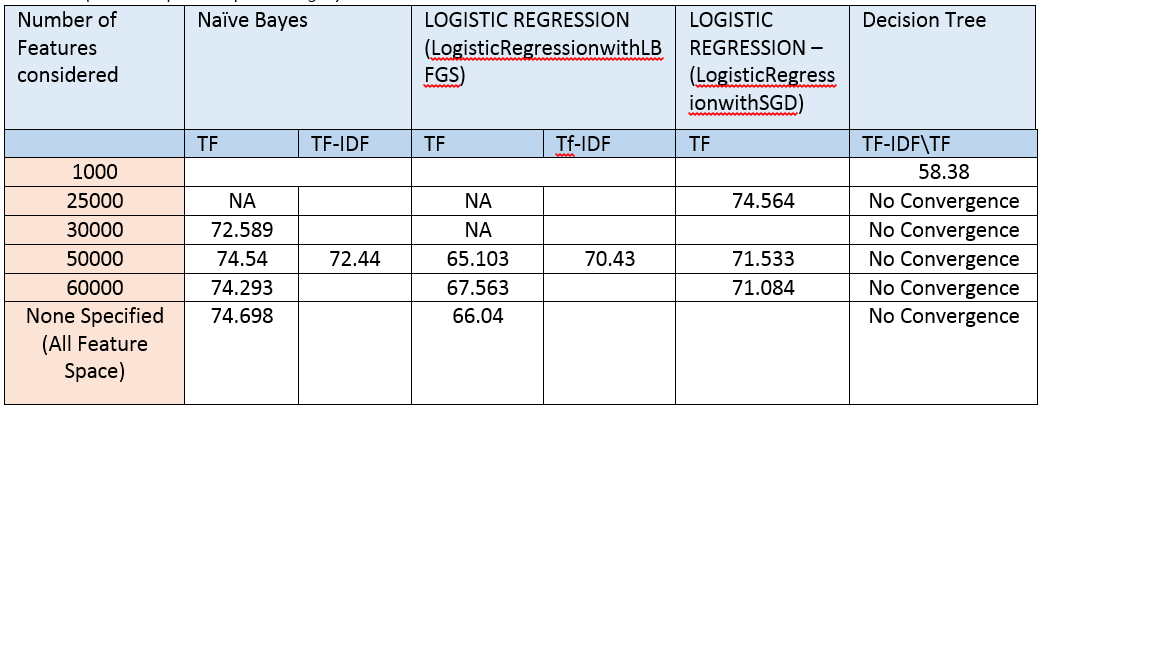 Number of Features considered
Naïve Bayes
LOGISTIC REGRESSION (LogisticRegressionwithLBFGS)
LOGISTIC REGRESSION – (LogisticRegressionwithSGD)
Decision Tree
TF TF-IDF TF Tf-IDF TF TF-IDF\TF
1000 58.38
25000 NA NA 74.564 No Convergence
30000 72.589 NA No Convergence
50000 74.54 72.44 65.103 70.43 71.533 No Convergence
60000 74.293 67.563 71.084 No Convergence
None Specified 74.698 66.04 No Convergence
(All Feature
Space)